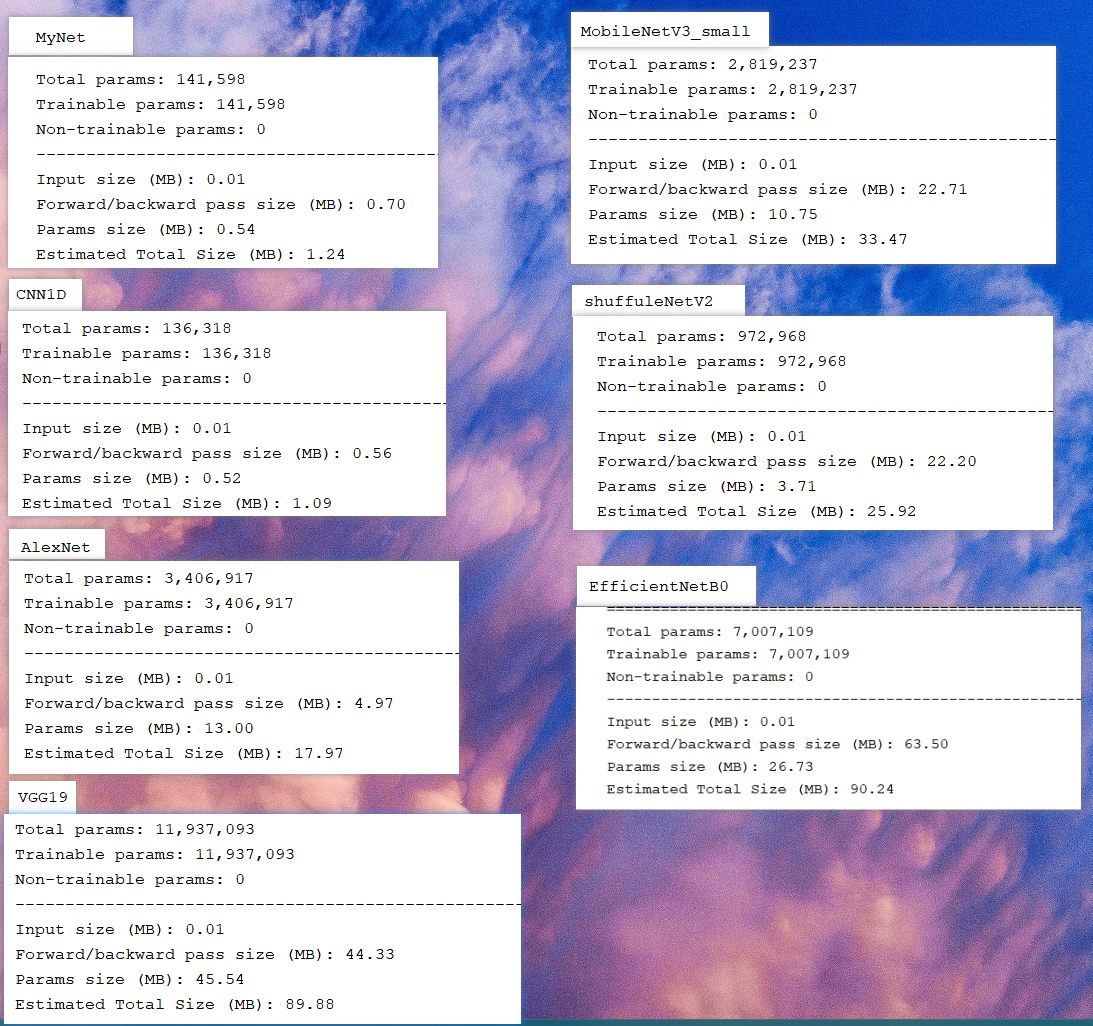 MyNet
Total params: 141,598
Trainable params: 141,598
Non-trainable params: 0
----------------------------------------
Input size (MB): 0.01
Forward/backward pass size (MB): 0.70
Params size (MB): 0.54
Estimated Total Size (MB): 1.24
CNN1D
Total params: 136,318
Trainable params: 136,318
Non-trainable params: 0
----------------------------------------
Input size (MB): 0.01
Forward/backward pass size (MB): 0.56
Params size (MB): 0.52
Estimated Total Size (MB): 1.09
AlexNet
Total params: 3,406,917
Trainable params: 3,406,917
Non-trainable params: 0
----------------------------------------
Input size (MB): 0.01
Forward/backward pass size (MB): 4.97
Params size (MB): 13.00
Estimated Total Size (MB): 17.97
VGG19
Total params: 11,937,093
Trainable params: 11,937,093
Non-trainable params: 0
----------------------------------------
Input size (MB): 0.01
Forward/backward pass size (MB): 44.33
Params size (MB): 45.54
Estimated Total Size (MB): 89.88
MobileNetV3_small
Total params: 2,819,237
Trainable params: 2,819,237
Non-trainable params: 0
----------------------------------------
Input size (MB): 0.01
Forward/backward pass size (MB): 22.71
Params size (MB): 10.75
Estimated Total Size (MB): 33.47
shuffuleNetV2
Total params: 972,968
Trainable params: 972,968
Non-trainable params: 0
----------------------------------------
Input size (MB): 0.01
Forward/backward pass size (MB): 22.20
Params size (MB): 3.71
Estimated Total Size (MB): 25.92
EfficientNetB0
========================================
Total params: 7,007,109
Trainable params: 7,007,109
Non-trainable params: 0
----------------------------------------
Input size (MB): 0.01
Forward/backward pass size (MB): 63.50
Params size (MB): 26.73
Estimated Total Size (MB): 90.24